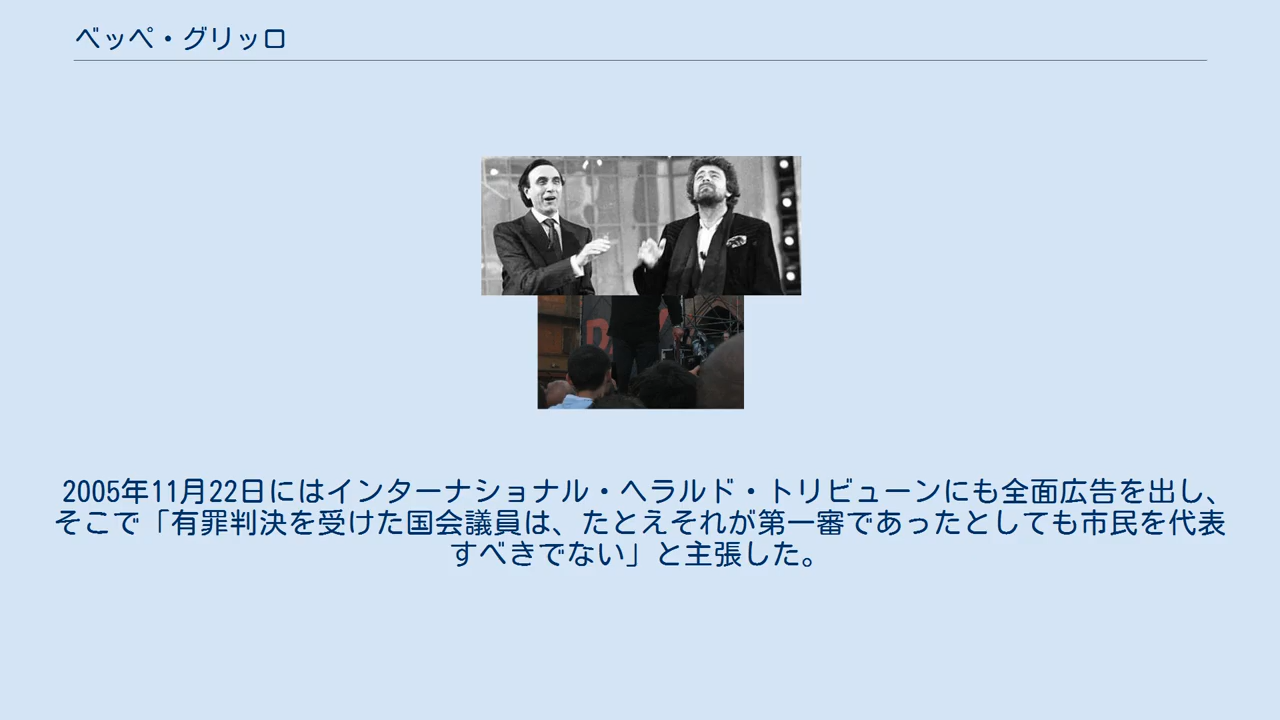 ベッペ・グリッロ
2005年11月22日にはインターナショナル・ヘラルド・トリビューンにも全面広告を出し、
そこで「有罪判決を受けた国会議員は、たとえそれが第一審であったとしても市民を代表
すべきでない」と主張した。